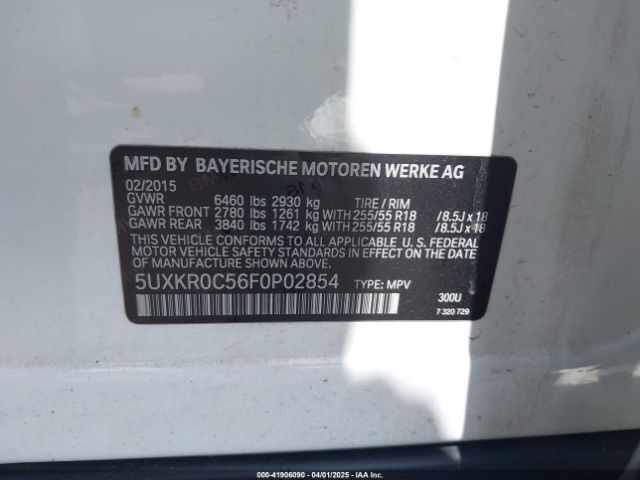 MFD BY BAYERISCHE MOTOREN WERKE AG
02/2015
GVWR 6460 lbs 2930 kg TIRE / RIM
GAWR FRONT 2780 lbs 1261 kg WITH 255/55 R18 /8.5J x 18
GAWR REAR 3840 lbs 1742 kg WITH 255/55 R18 /8.5J x 18
THIS VEHICLE CONFORMS TO ALL APPLICABLE U.S. FEDERAL
MOTOR VEHICLE SAFETY STANDARDS IN EFFECT ON THE DATE
OF MANUFACTURE SHOWN ABOVE.
5UXKR0C56F0P02854 TYPE: MPV
300U
7 320 729
000-41906090 - 04/01/2025 - IAA Inc.